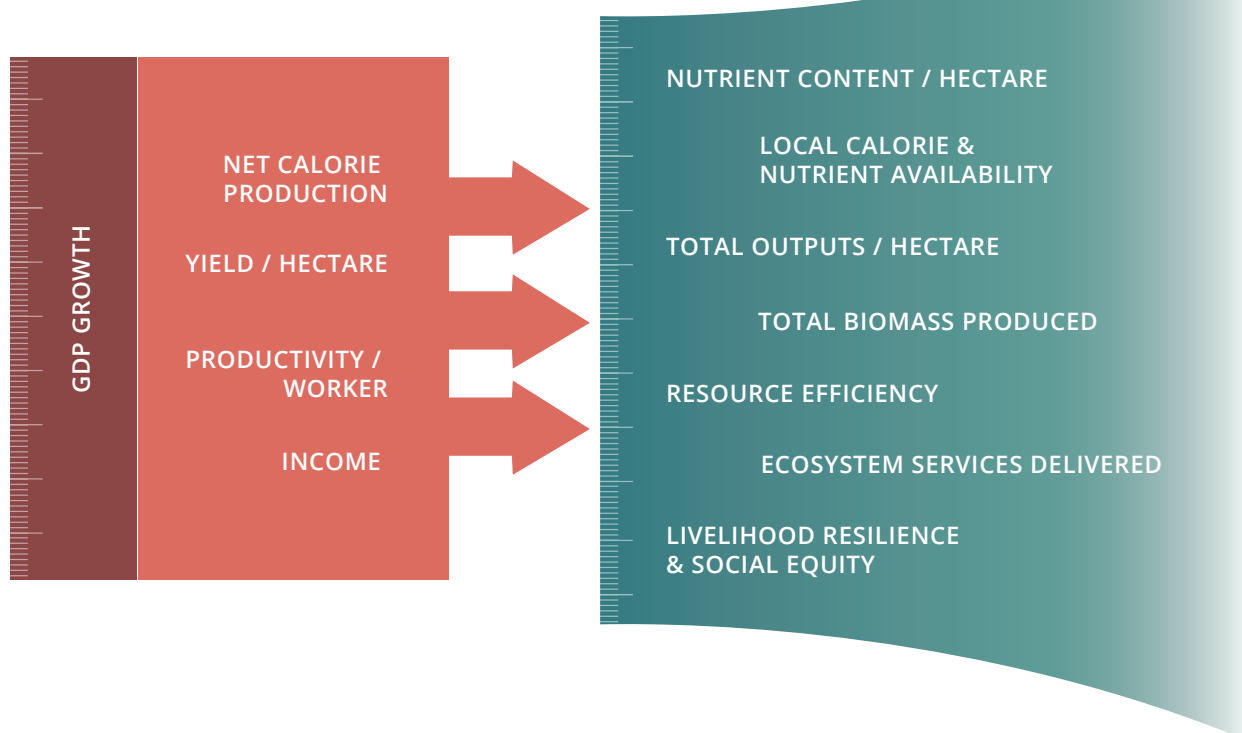 GDP GROWTH
NET CALORIE
PRODUCTION
YIELD / HECTARE
PRODUCTIVITY /
WORKER
INCOME
NUTRIENT CONTENT / HECTARE
LOCAL CALORIE &
NUTRIENT AVAILABILITY
TOTAL OUTPUTS / HECTARE
TOTAL BIOMASS PRODUCED
RESOURCE EFFICIENCY
ECOSYSTEM SERVICES DELIVERED
LIVELIHOOD RESILIENCE
& SOCIAL EQUITY